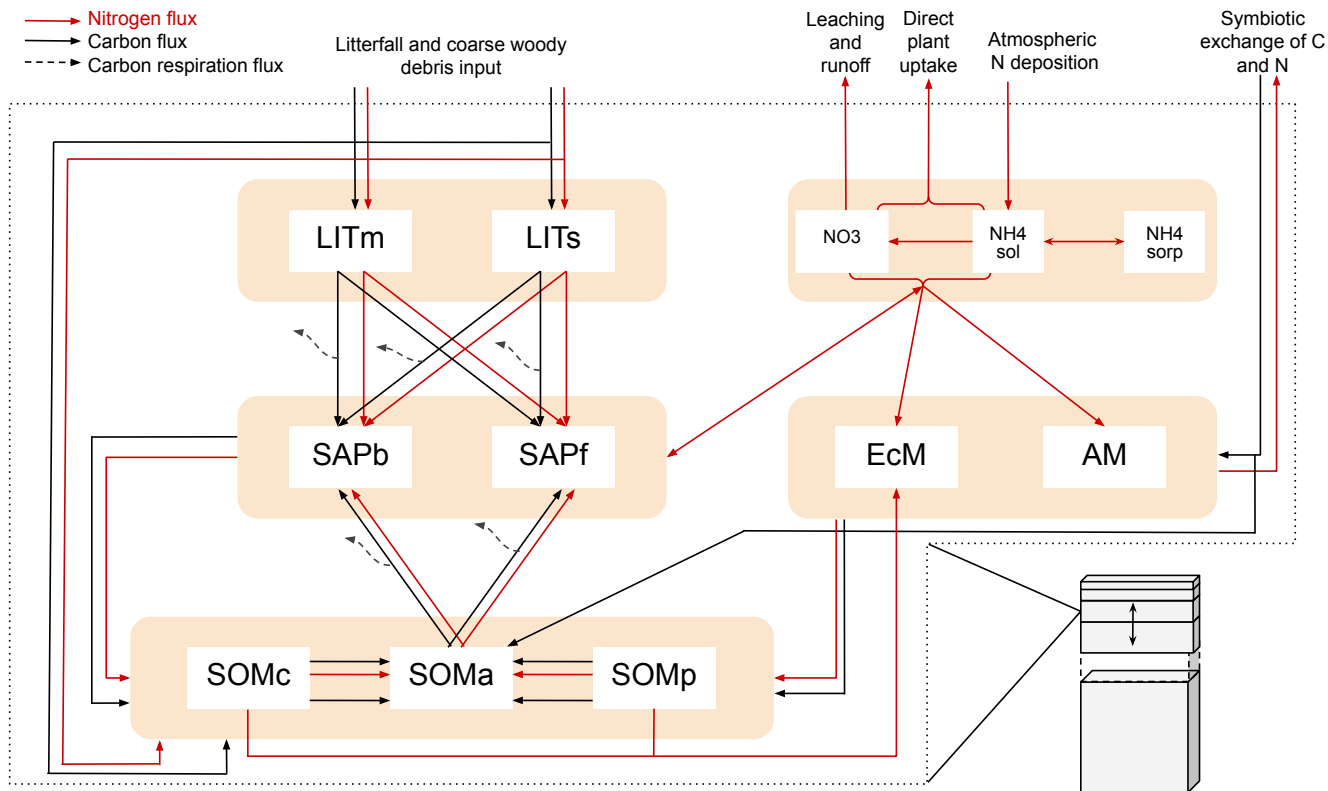 Nitrogen flux
Carbon flux
Carbon respiration flux
Litterfall and coarse woody
debris input
Leaching
and
runoff
Direct
plant
uptake
Atmospheric
N deposition
Symbiotic
exchange of C
and N
LITm
LITs
NO3
NH4
sol
NH4
sorp
SAPb
SAPf
EcM
AM
SOMc
SOMa
SOMp